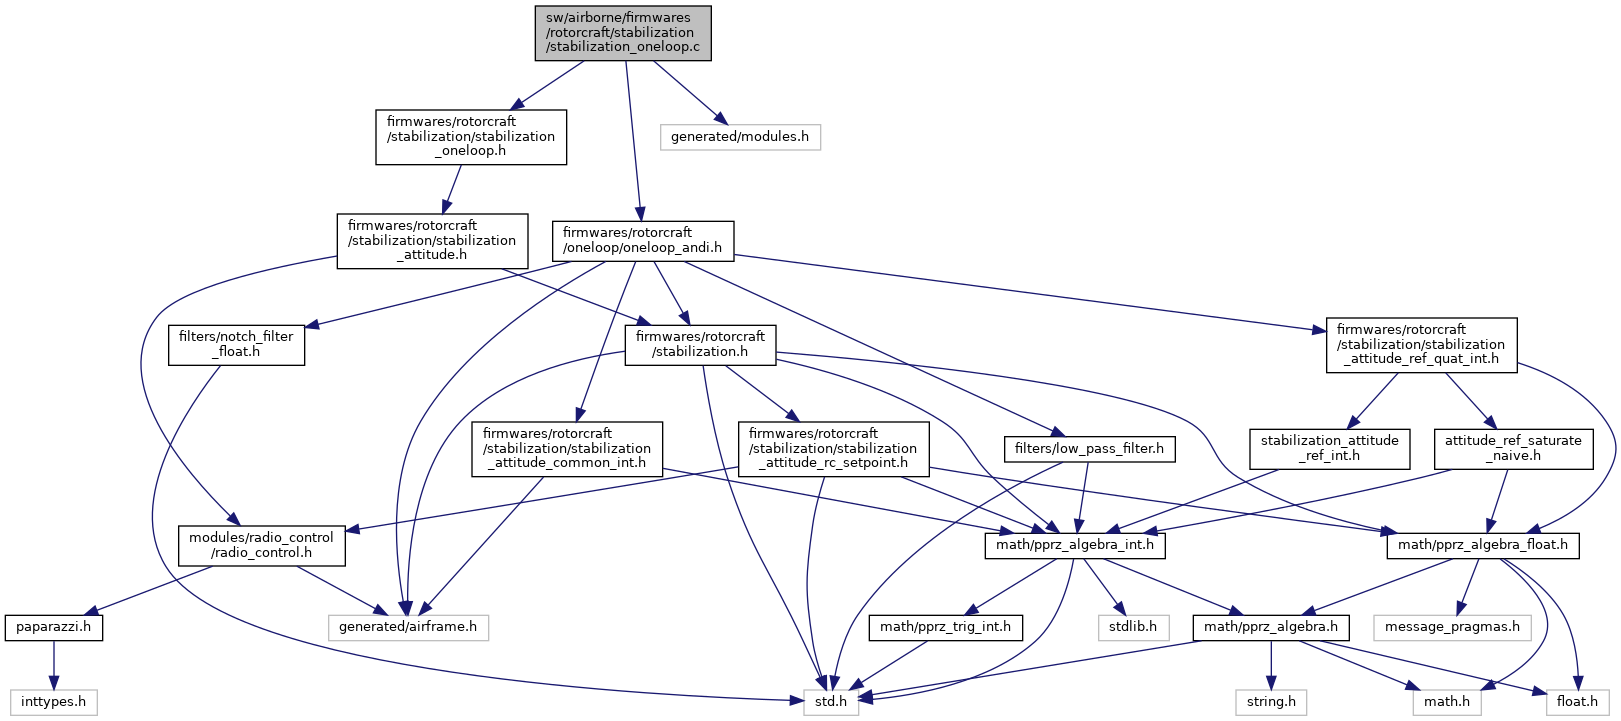 sw/airborne/firmwares
/rotorcraft/stabilization
/stabilization_oneloop.c
firmwares/rotorcraft
/stabilization/stabilization
_oneloop.h
generated/modules.h
firmwares/rotorcraft
/stabilization/stabilization
_attitude.h
firmwares/rotorcraft
/oneloop/oneloop_andi.h
filters/notch_filter
_float.h
firmwares/rotorcraft
/stabilization.h
firmwares/rotorcraft
/stabilization/stabilization
_attitude_ref_quat_int.h
firmwares/rotorcraft
/stabilization/stabilization
_attitude_common_int.h
firmwares/rotorcraft
/stabilization/stabilization
_attitude_rc_setpoint.h
filters/low_pass_filter.h
stabilization_attitude
_ref_int.h
attitude_ref_saturate
_naive.h
modules/radio_control
/radio_control.h
math/pprz_algebra_int.h
math/pprz_algebra_float.h
paparazzi.h
generated/airframe.h
math/pprz_trig_int.h
stdlib.h
math/pprz_algebra.h
message_pragmas.h
inttypes.h
std.h
string.h
math.h
float.h